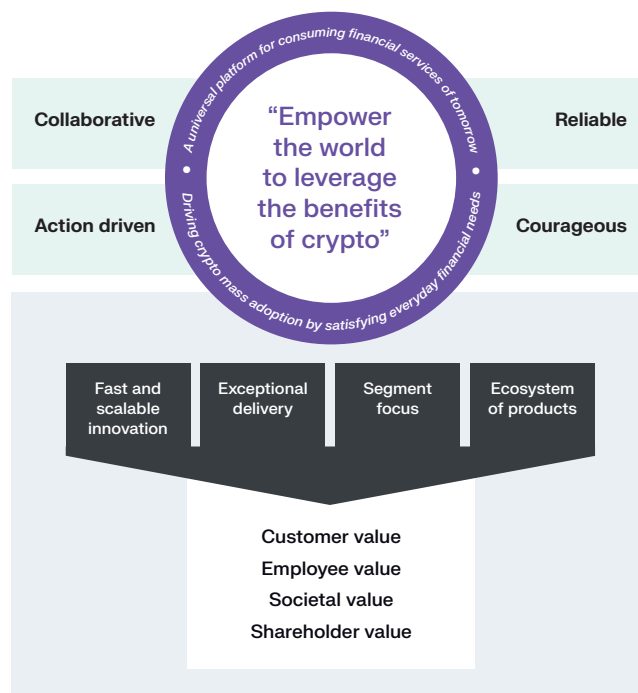 A universal platform for consuming financial services of tomorrow
Collaborative
Reliable
“Empower
the world
to leverage
the benefits
of crypto”
Action driven
Courageous
Driving crypto mass adoption by satisfying everyday financial needs
Fast and
scalable
innovation
Exceptional
delivery
Segment
focus
Ecosystem
of products
Customer value
Employee value
Societal value
Shareholder value